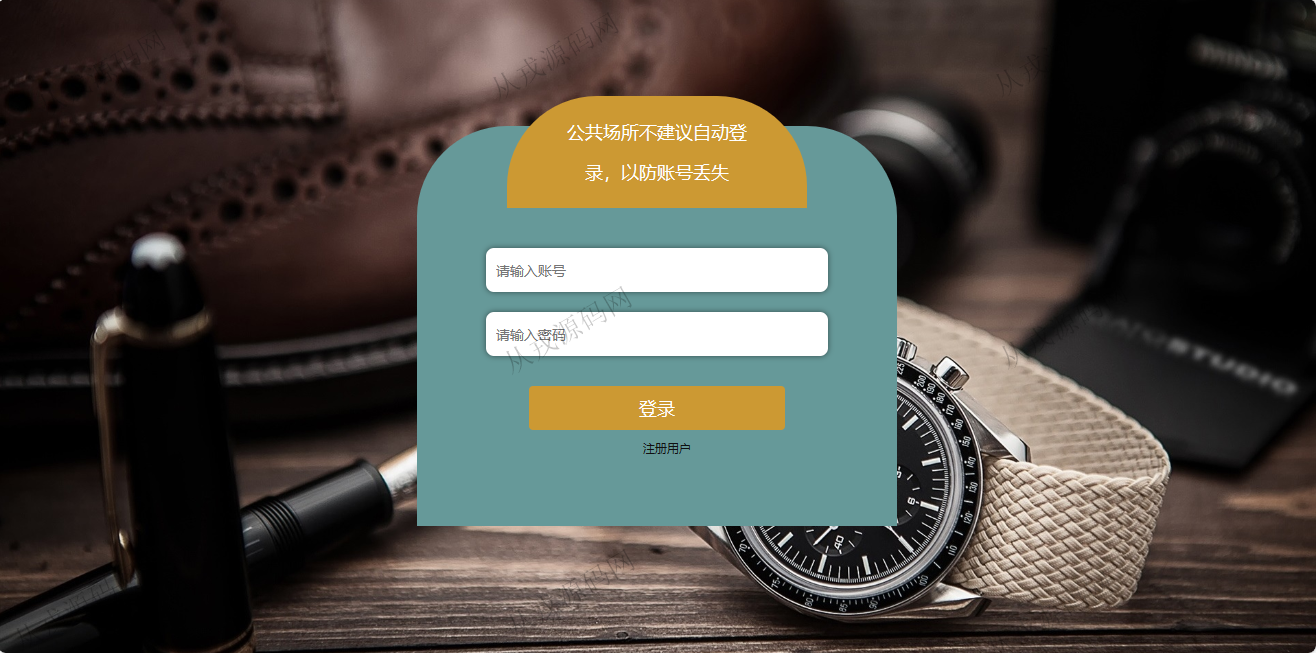 从戎源码网
公共场所不建议自动登
录，以防账号丢失
请输入账号
请输入密码
从戎源码网
登录
注册用户
MINOX
STUDIO
从戎源码网